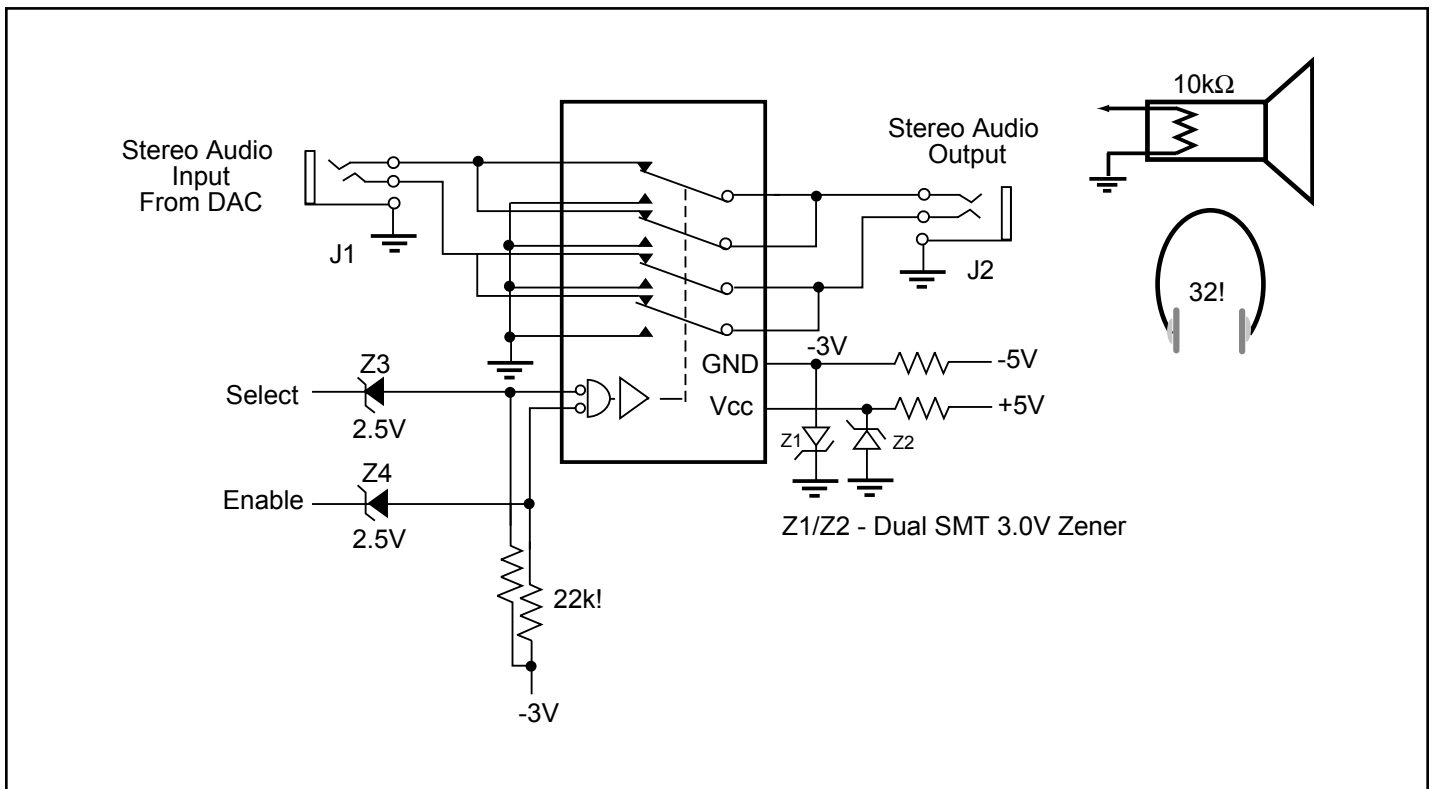 10kΩ
Stereo Audio
Input
From DAC
J1
Stereo Audio
Output
J2
32!
-3V
GND
-5V
Vcc
+5V
Z1
Z2
Select
Z3
2.5V
Enable
Z4
2.5V
Z1/Z2 - Dual SMT 3.0V Zener
22k!
-3V